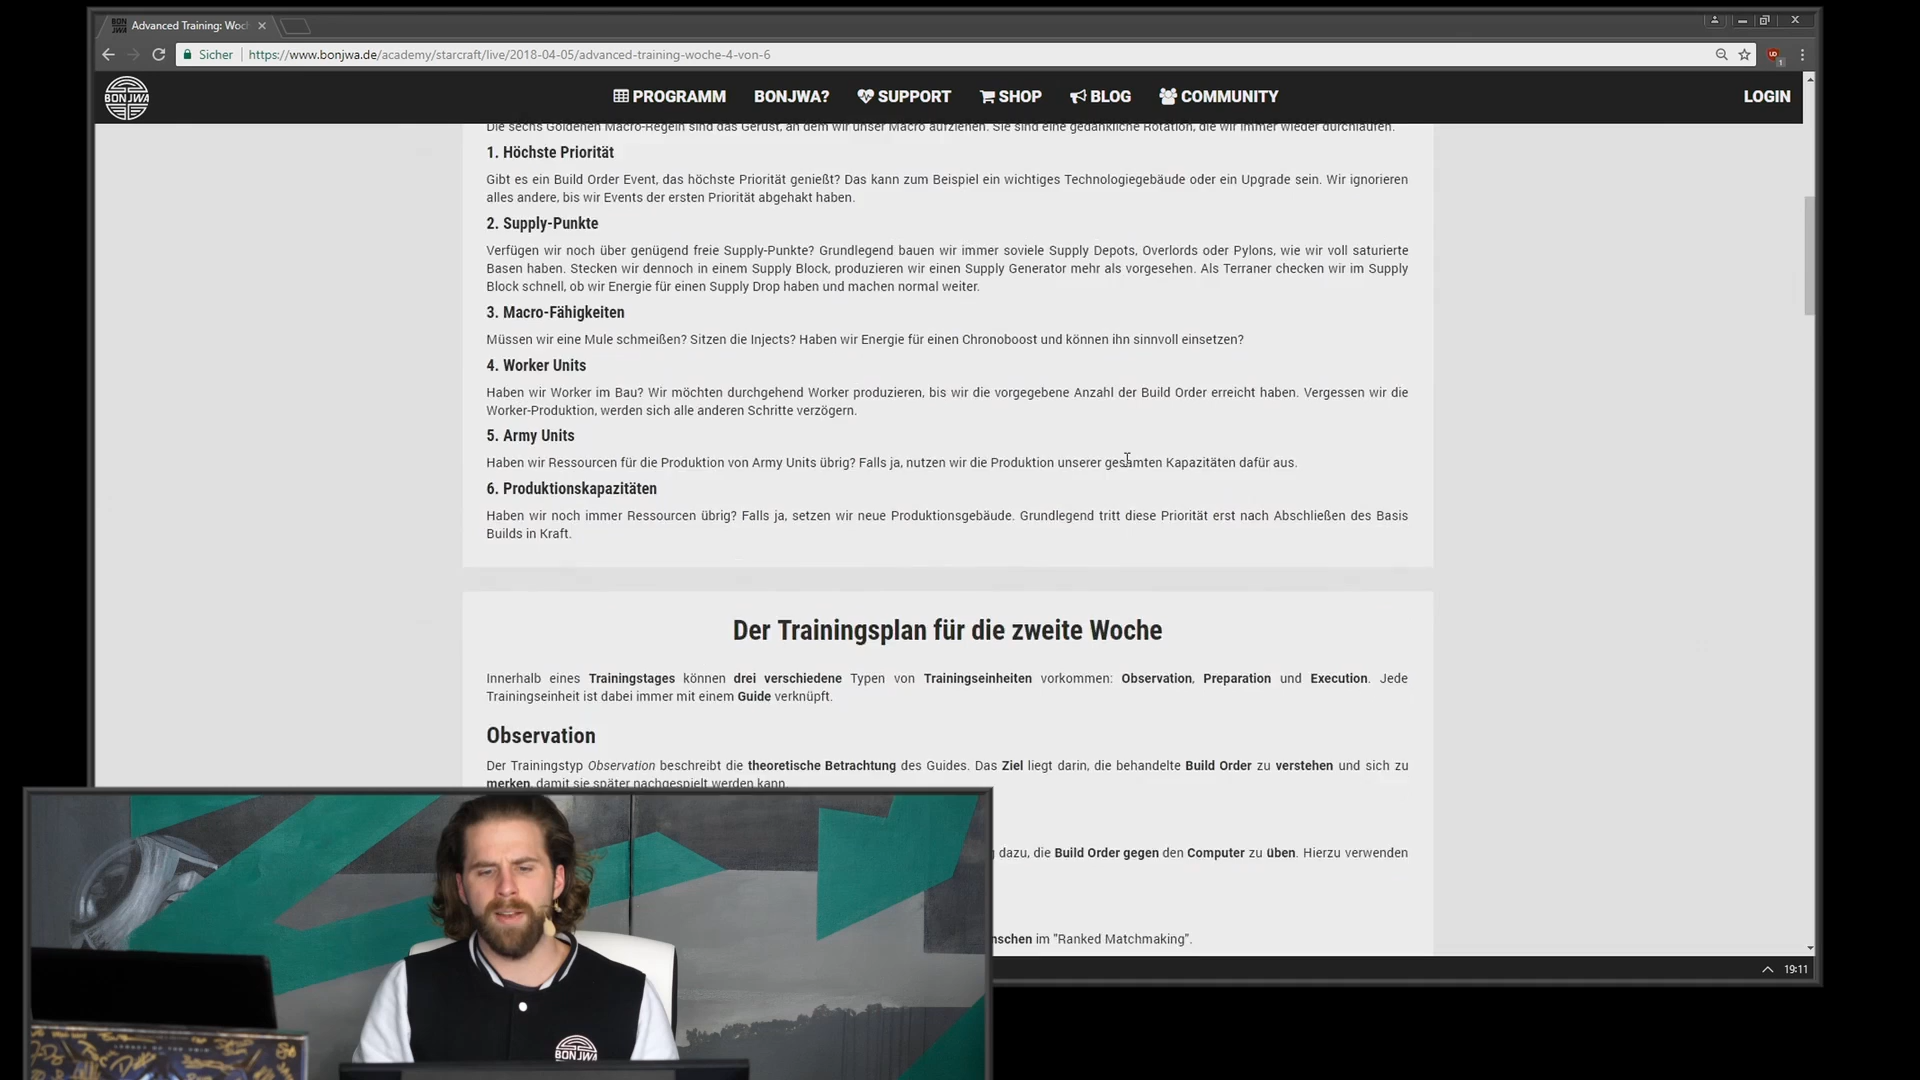 Advanced Training: Woc
Sicher
https://www.bonjwa.de/academy/starcraft/live/2018-04-05/advanced-training-woche-4-von-6
BONJWA
PROGRAMM
BONJWA?
SUPPORT
SHOP
BLOG
COMMUNITY
LOGIN
Die sechs Goldenen Macro-Regeln sind das Gerüst, an dem wir unser Macro aufziehen. Sie sind eine gedankliche Rotation, die wir immer wieder durchlaufen.
1. Höchste Priorität
Gibt es ein Build Order Event, das höchste Priorität genießt? Das kann zum Beispiel ein wichtiges Technologiegebäude oder ein Upgrade sein. Wir ignorieren
alles andere, bis wir Events der ersten Priorität abgehakt haben.
2. Supply-Punkte
Verfügen wir noch über genügend freie Supply-Punkte? Grundlegend bauen wir immer soviele Supply Depots, Overlords oder Pylons, wie wir voll saturierte
Basen haben. Stecken wir dennoch in einem Supply Block, produzieren wir einen Supply Generator mehr als vorgesehen. Als Terraner checken wir im Supply
Block schnell, ob wir Energie für einen Supply Drop haben und machen normal weiter.
3. Macro-Fähigkeiten
Müssen wir eine Mule schmeißen? Sitzen die Injects? Haben wir Energie für einen Chronoboost und können ihn sinnvoll einsetzen?
4. Worker Units
Haben wir Worker im Bau? Wir möchten durchgehend Worker produzieren, bis wir die vorgegebene Anzahl der Build Order erreicht haben. Vergessen wir die
Worker-Produktion, werden sich alle anderen Schritte verzögern.
5. Army Units
Haben wir Ressourcen für die Produktion von Army Units übrig? Falls ja, nutzen wir die Produktion unserer gesamten Kapazitäten dafür aus.
6. Produktionskapazitäten
Haben wir noch immer Ressourcen übrig? Falls ja, setzen wir neue Produktionsgebäude. Grundlegend tritt diese Priorität erst nach Abschließen des Basis
Builds in Kraft.
Der Trainingsplan für die zweite Woche
Innerhalb eines Trainingstages können drei verschiedene Typen von Trainingseinheiten vorkommen: Observation, Preparation und Execution. Jede
Trainingseinheit ist dabei immer mit einem Guide verknüpft.
Observation
Der Trainingstyp Observation beschreibt die theoretische Betrachtung des Guides. Das Ziel liegt darin, die behandelte Build Order zu verstehen und sich zu
merken, damit sie später nachgespielt werden kann.
dazu, die Build Order gegen den Computer zu üben. Hierzu verwenden
nschen im "Ranked Matchmaking".
19:11
BONJWA